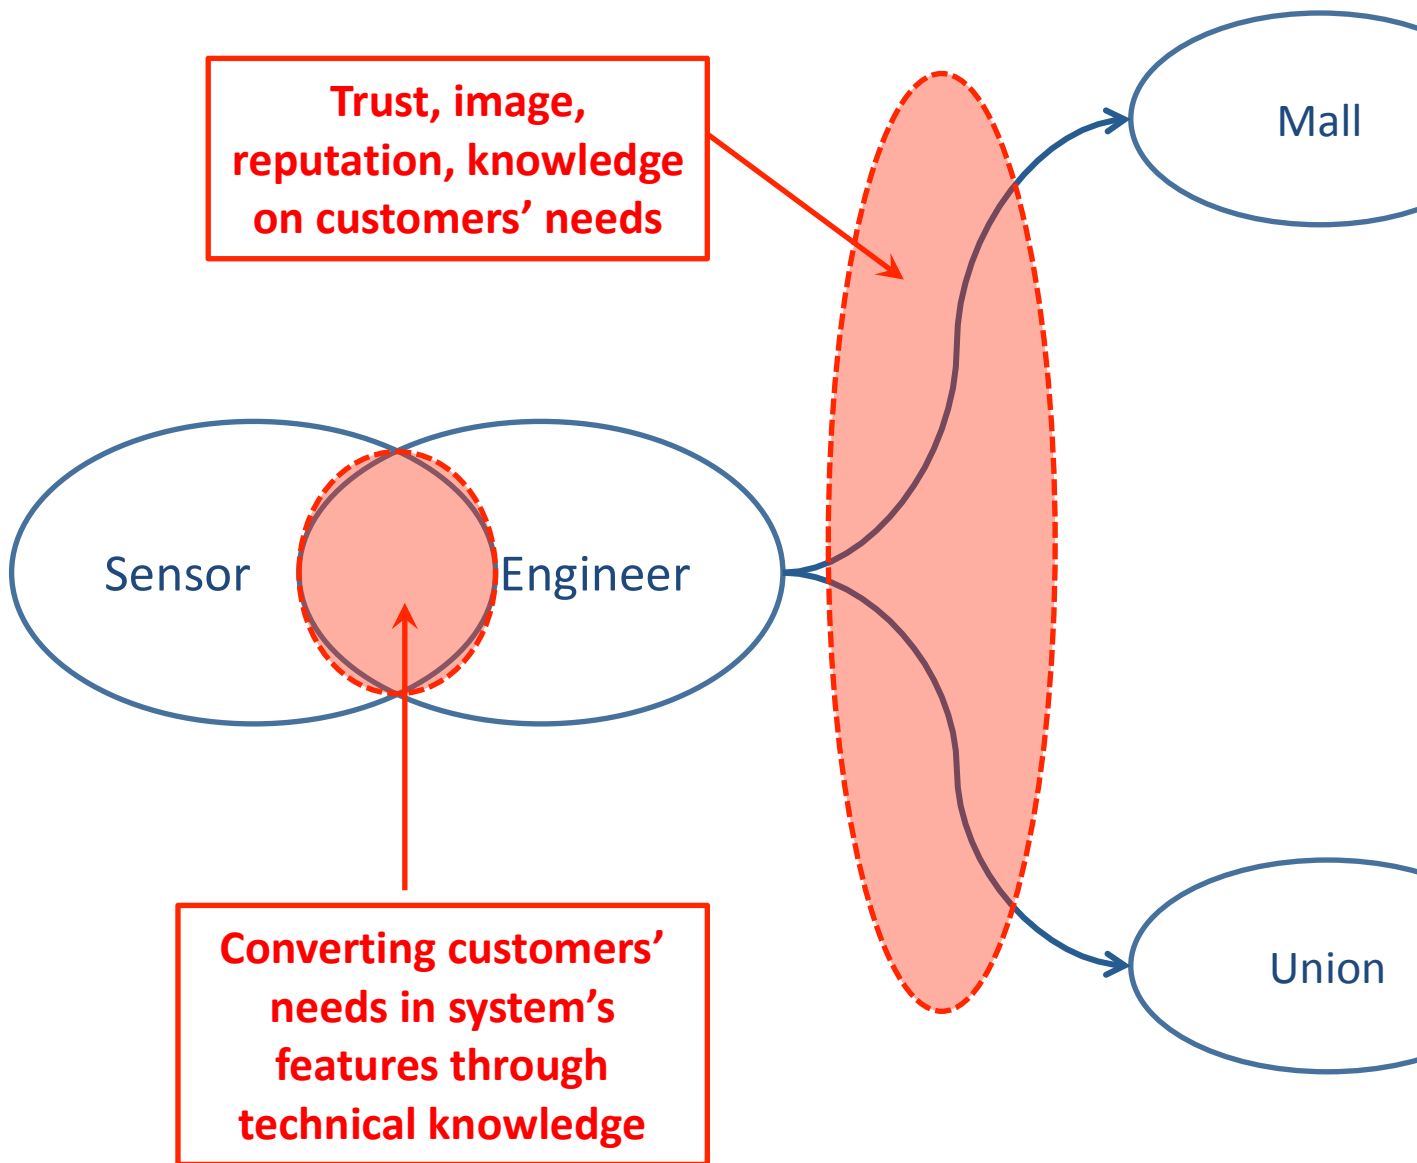 Trust, image,
reputation, knowledge
on customers’ needs
Mall
Sensor
Engineer
Converting customers’
needs in system’s
features through
technical knowledge
Union